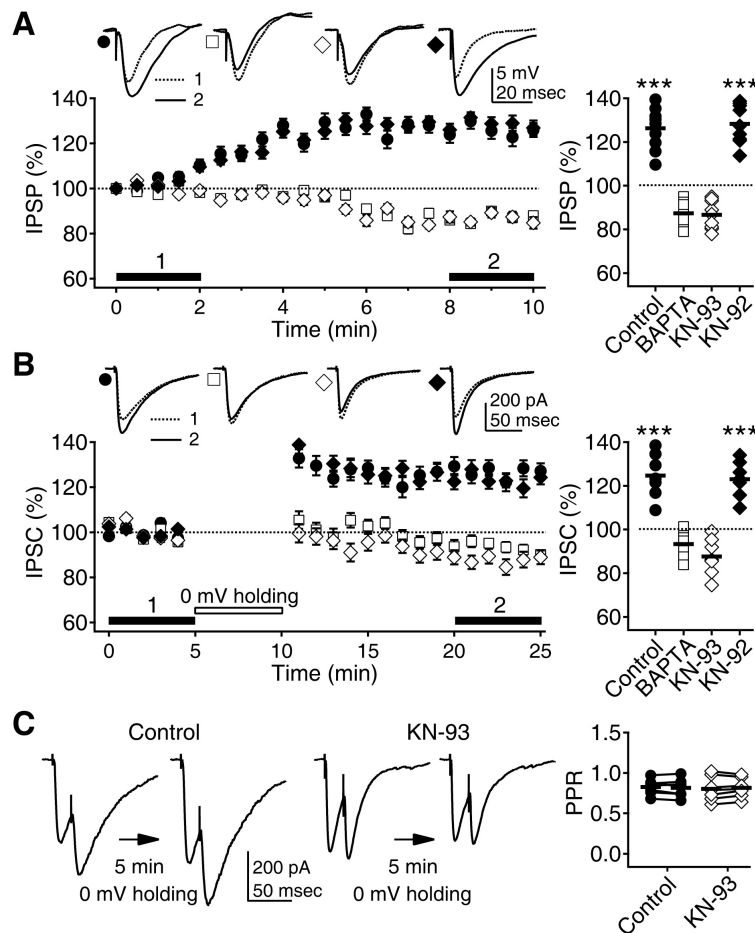 A
1
2
5 mV
20 msec
140
120
100
80
60
IPSP (%)
1
2
0
2
4
6
8
10
Time (min)
***
***
140
120
100
80
60
IPSP (%)
Control
BAPTA
KN-93
KN-92
B
1
2
200 pA
50 msec
140
120
100
80
60
IPSC (%)
0 mV holding
1
2
0
5
10
15
20
25
Time (min)
***
***
140
120
100
80
60
IPSC (%)
Control
BAPTA
KN-93
KN-92
C
Control
KN-93
5 min
0 mV holding
200 pA
50 msec
5 min
0 mV holding
1.5
1.0
0.5
0.0
PPR
Control
KN-93